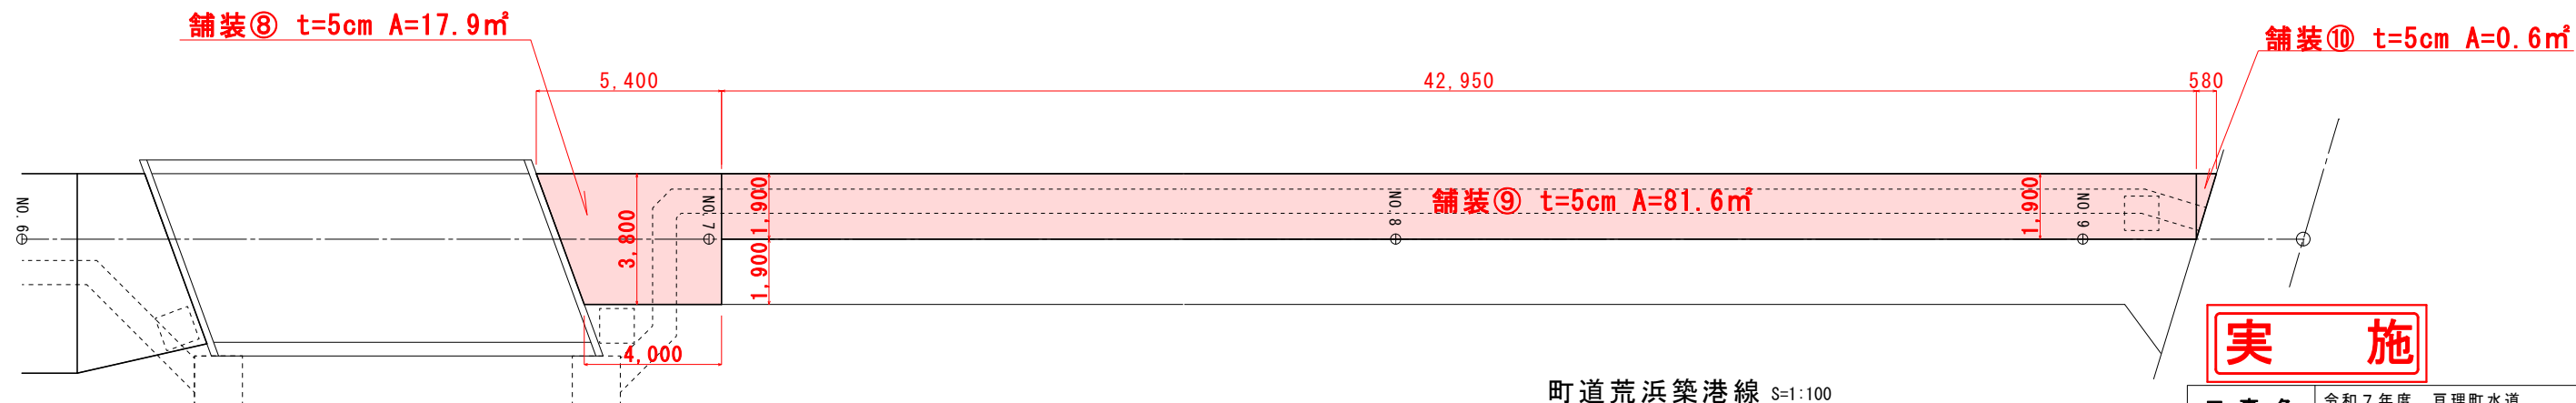 舗装⑧ t=5cm A=17.9㎡
舗装⑩ t=5cm A=0.6㎡
5,400
42,950
580
NO.6
3,800
NO.7
1,900
1,900
NO.8
舗装⑨ t=5cm A=81.6㎡
1,900
NO.9
4,000
実 施
町道荒浜築港線 S=1:100
令和7年度 亘理町水道